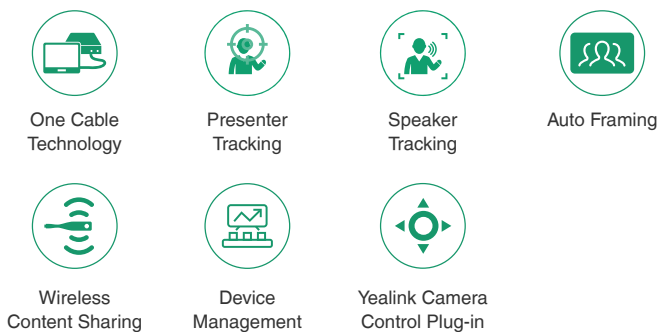 One Cable
Technology
Presenter
Tracking
Speaker
Tracking
Auto Framing
Wireless
Content Sharing
Device
Management
Yealink Camera
Control Plug-in